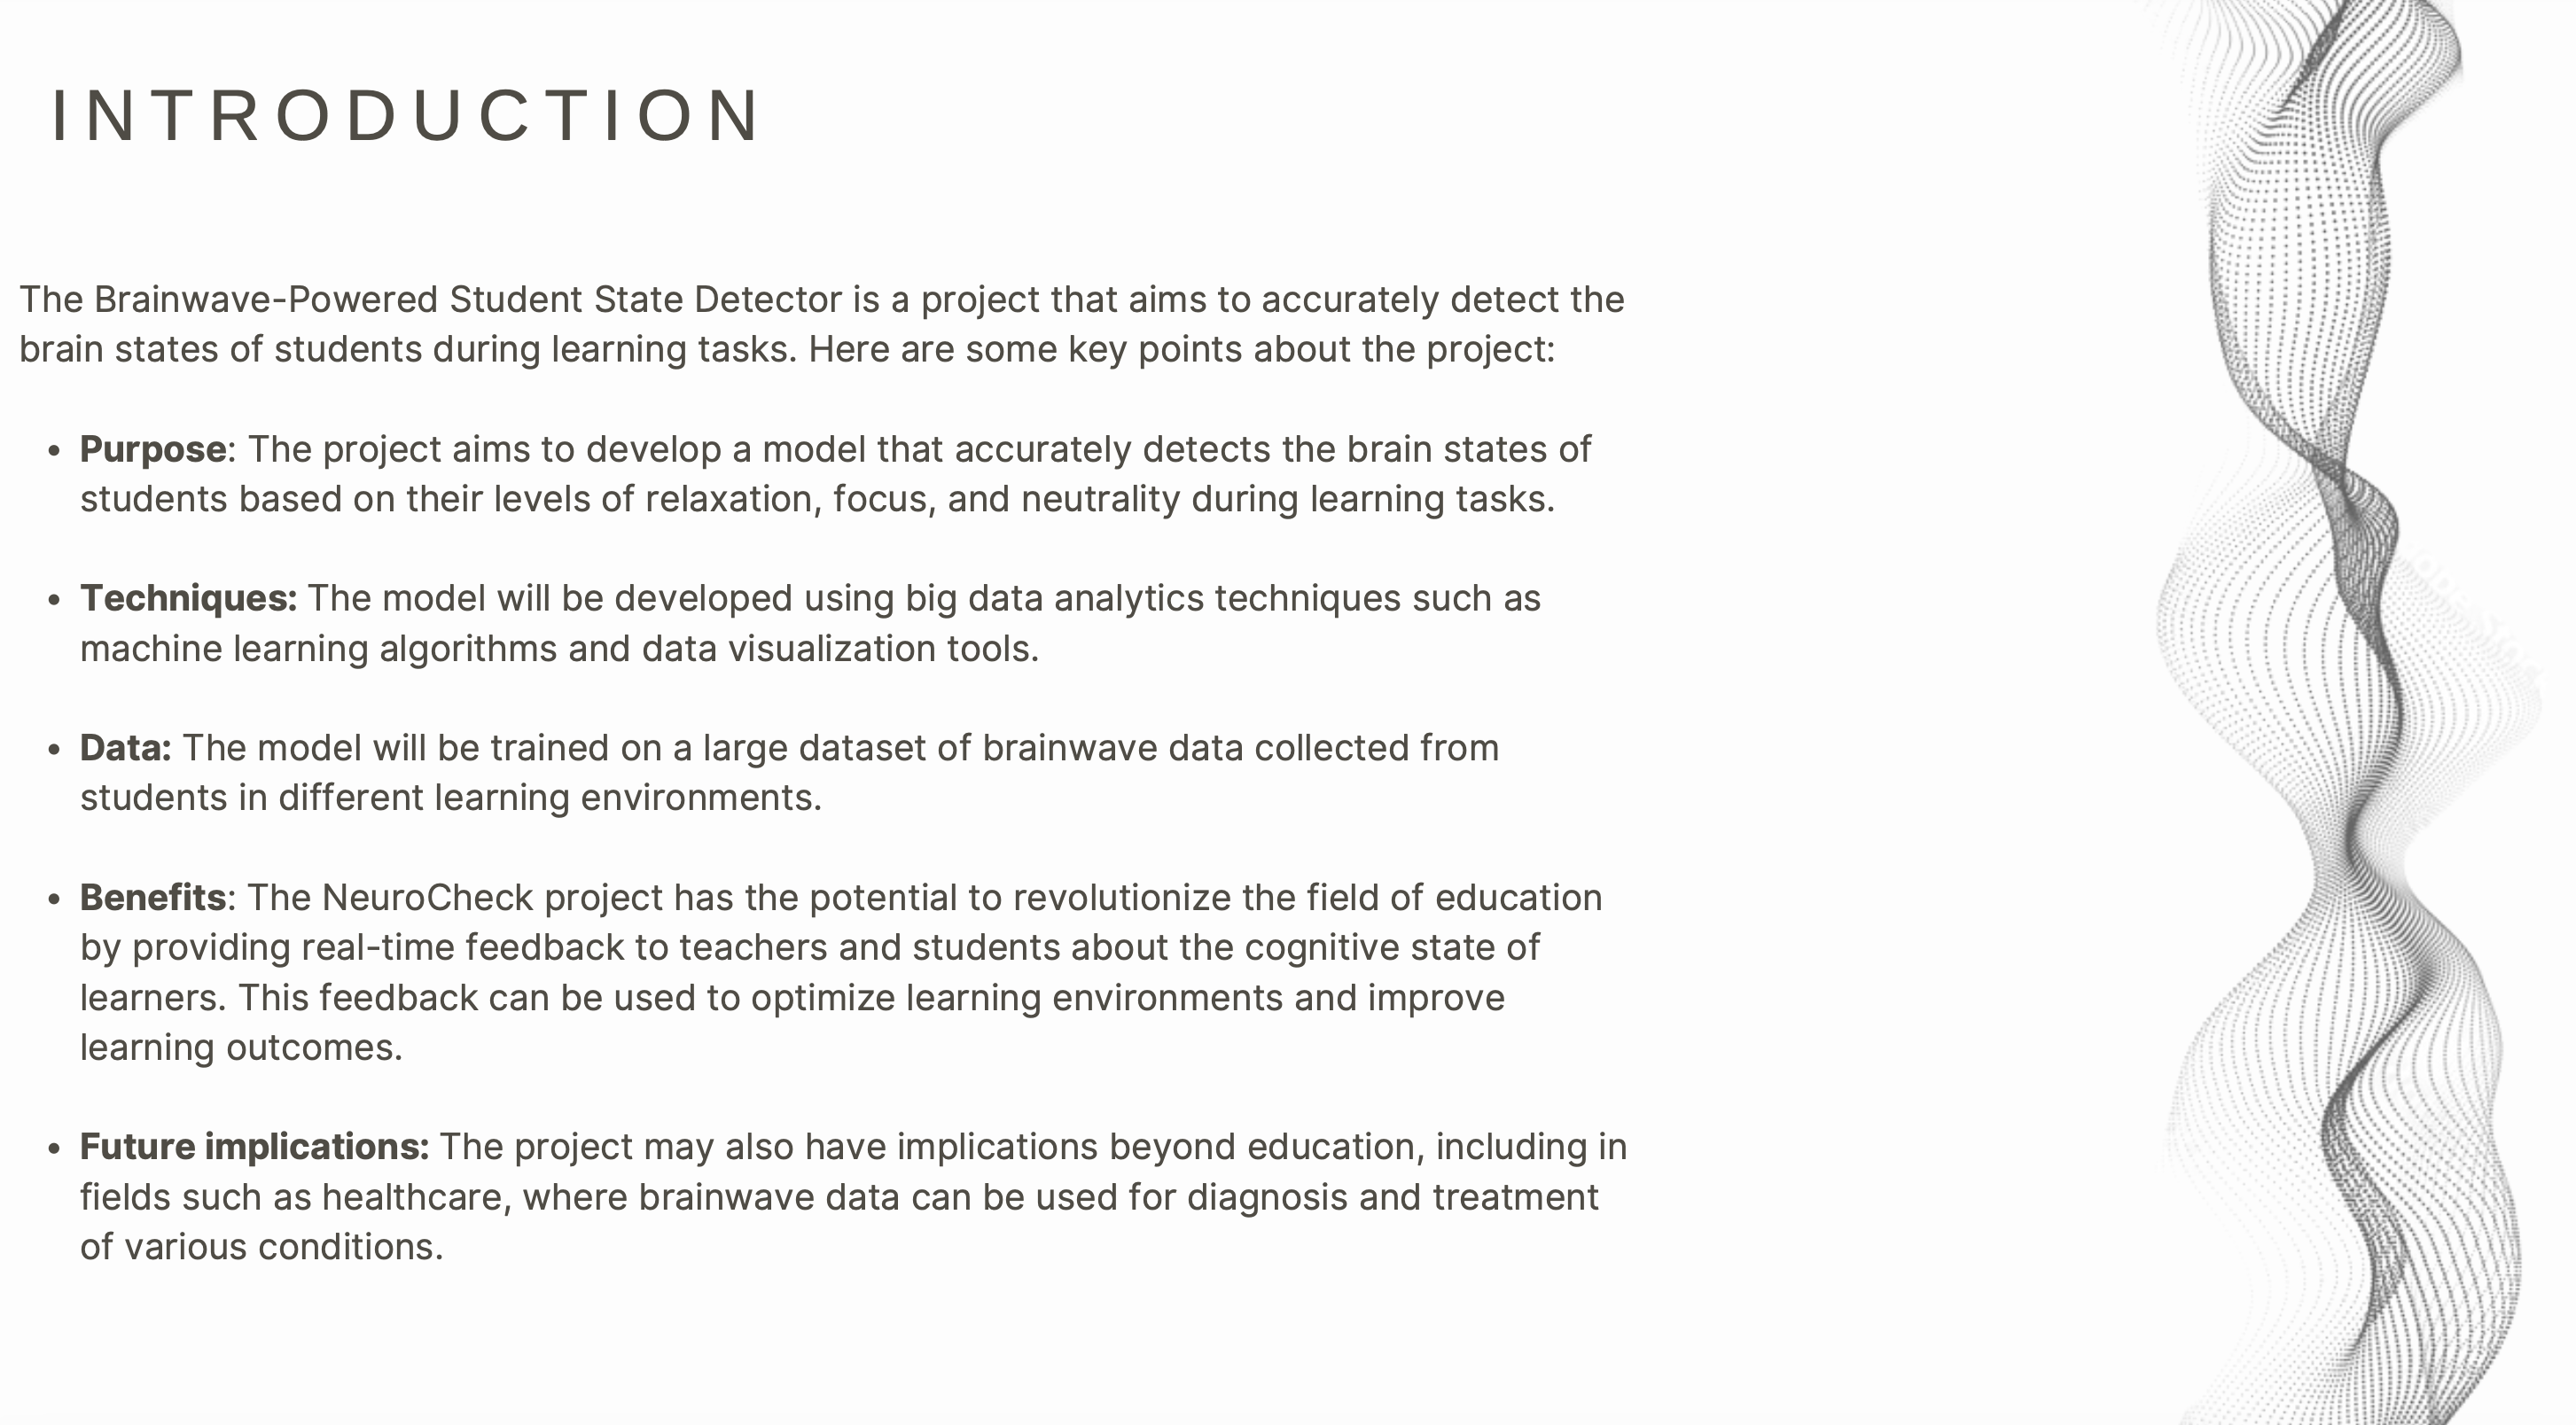 INTRODUCTION
The Brainwave-Powered Student State Detector is a project that aims to accurately detect the
brain states of students during learning tasks. Here are some key points about the project:
• Purpose: The project aims to develop a model that accurately detects the brain states of
students based on their levels of relaxation, focus, and neutrality during learning tasks.
• Techniques: The model will be developed using big data analytics techniques such as
machine learning algorithms and data visualization tools.
• Data: The model will be trained on a large dataset of brainwave data collected from
students in different learning environments.
• Benefits: The NeuroCheck project has the potential to revolutionize the field of education
by providing real-time feedback to teachers and students about the cognitive state of
learners. This feedback can be used to optimize learning environments and improve
learning outcomes.
• Future implications: The project may also have implications beyond education, including in
fields such as healthcare, where brainwave data can be used for diagnosis and treatment
of various conditions.